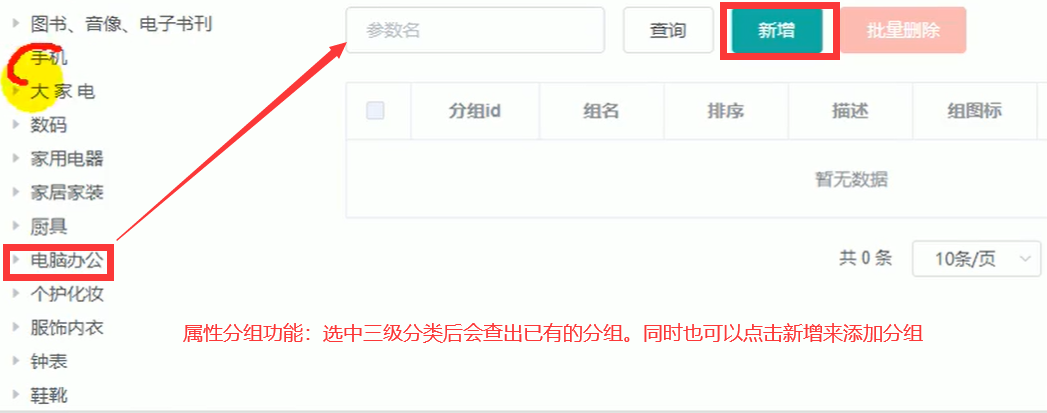 图书、音像、电子书刊
手机
大 家 电
数码
家用电器
家居家装
厨具
电脑办公
个护化妆
服饰内衣
钟表
鞋靴
参数名 查询 新增 批量删除
分组id 组名 排序 描述 组图标
暂无数据
共 0 条 10条/页
属性分组功能：选中三级分类后会查出已有的分组。同时也可以点击新增来添加分组